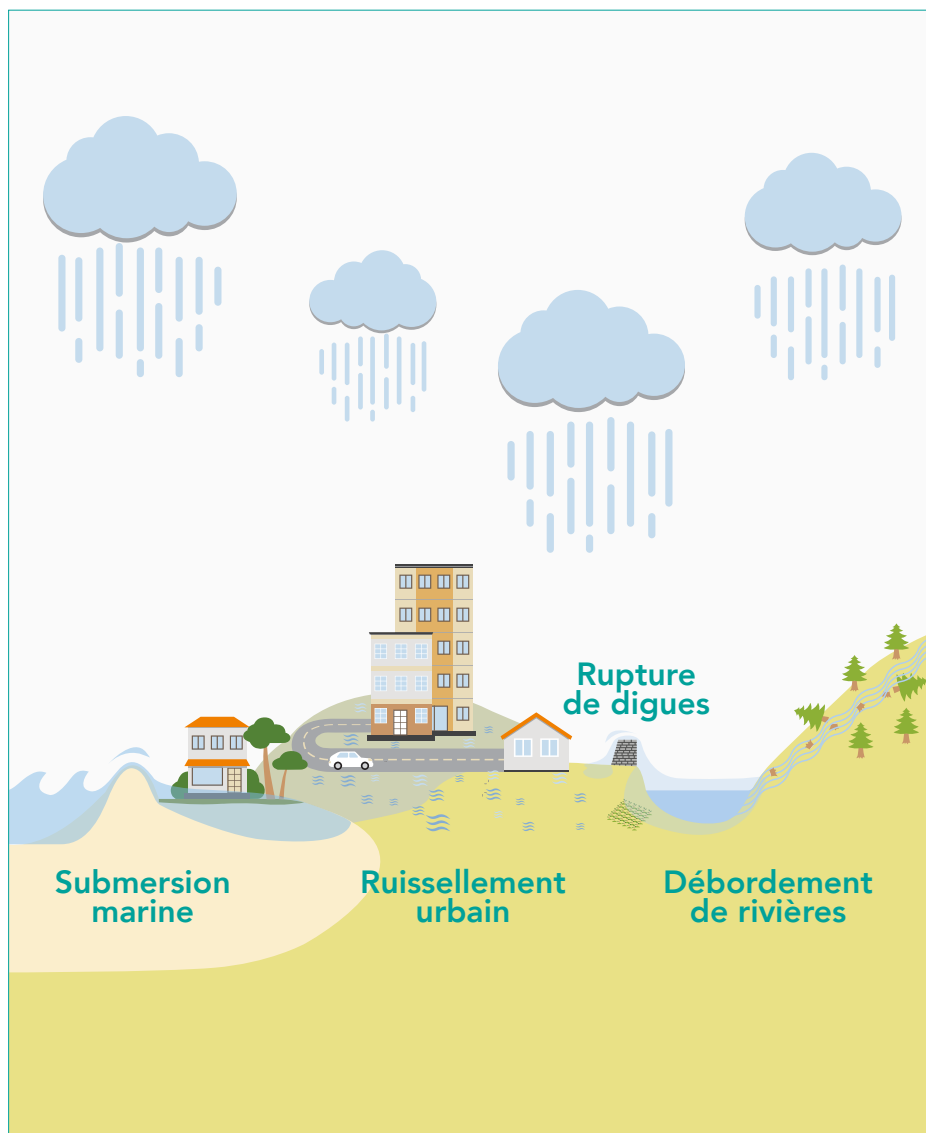 Rupture
de digues
Submersion
marine
Ruissellement
urbain
Débordement
de rivières